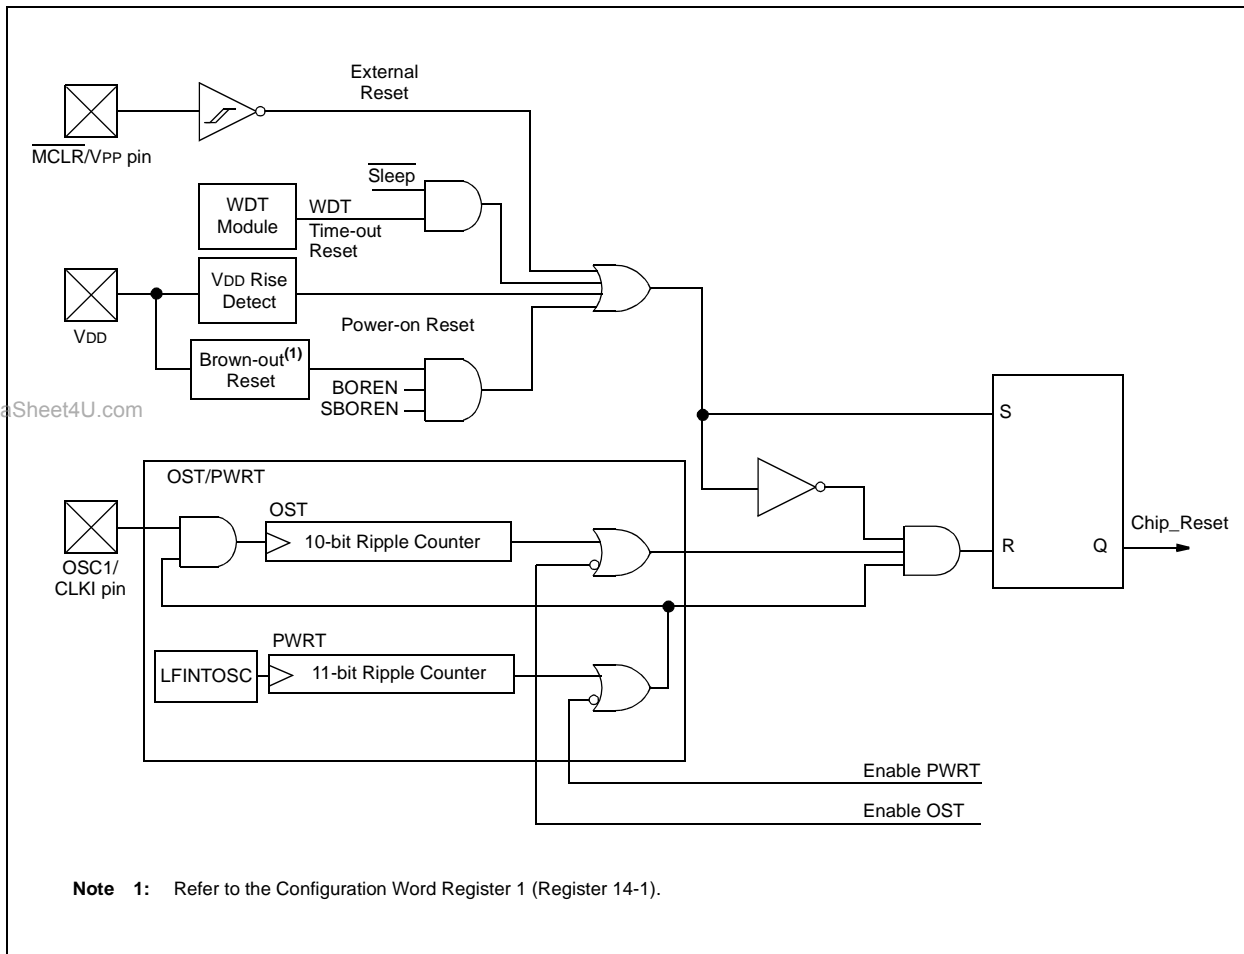 External
Reset
MCLR/VPP pin
Sleep
WDT
Module
WDT
Time-out
Reset
VDD Rise
Detect
VDD
Power-on Reset
Brown-out(1)
Reset
BOREN
SBOREN
aSheet4U.com
S
OST/PWRT
OST
10-bit Ripple Counter
OSC1/
CLKI pin
Chip_Reset
R
Q
PWRT
LFINTOSC
11-bit Ripple Counter
Enable PWRT
Enable OST
Note 1: Refer to the Configuration Word Register 1 (Register 14-1).